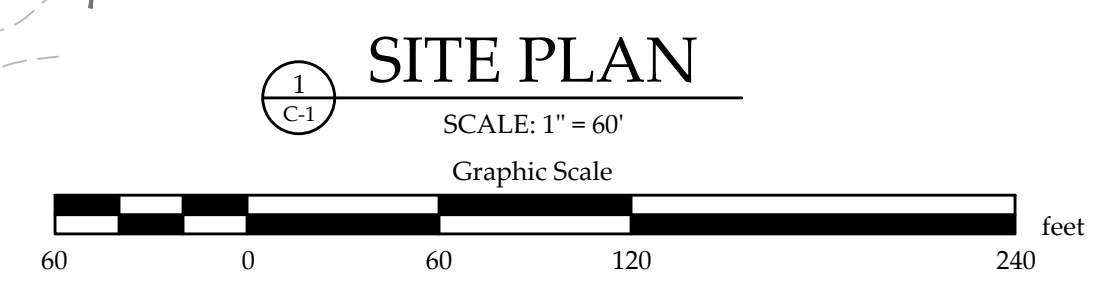 SITE PLAN
1
C-1
SCALE: 1" = 60'
Graphic Scale
feet
60 0 60 120 240